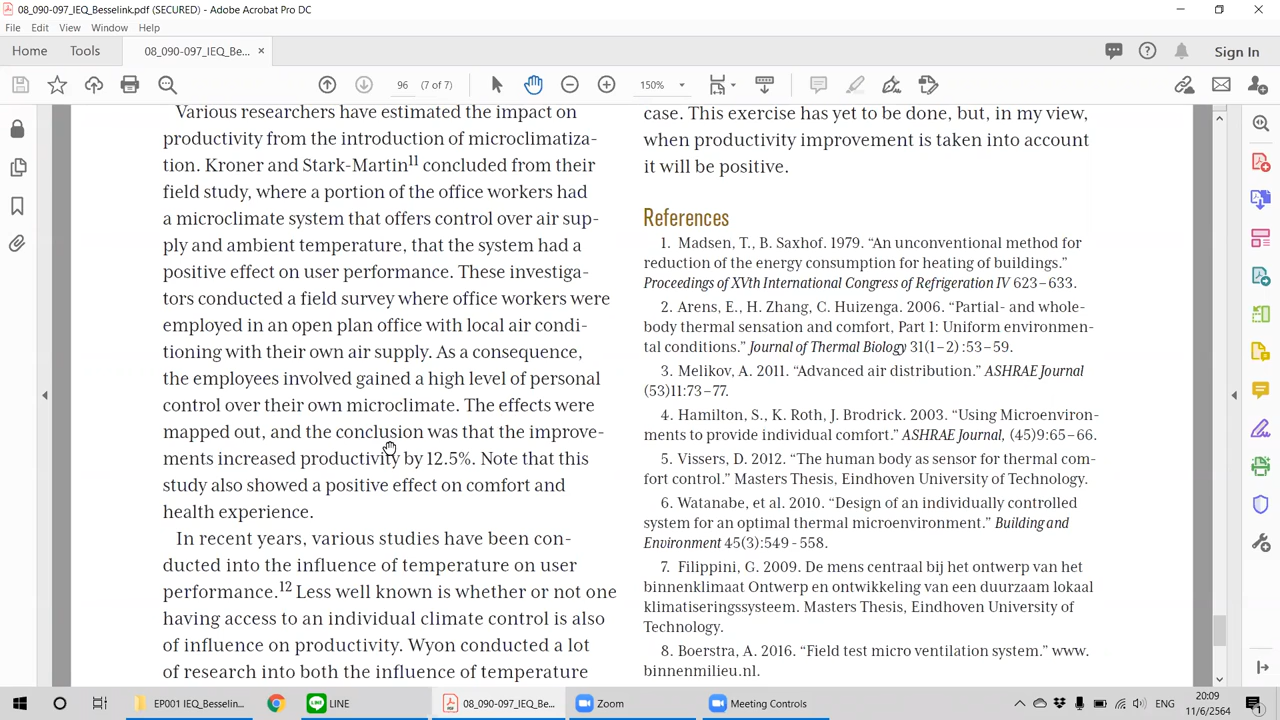 08_090-097_IEQ_Besselink.pdf (SECURED) - Adobe Acrobat Pro DC
File Edit View Window Help
Home Tools 08_090-097_IEQ_Be... ×
Sign In
96 (7 of 7) 150%
Various researchers have estimated the impact on
productivity from the introduction of microclimatiza-
tion. Kroner and Stark-Martin11 concluded from their
field study, where a portion of the office workers had
a microclimate system that offers control over air sup-
ply and ambient temperature, that the system had a
positive effect on user performance. These investiga-
tors conducted a field survey where office workers were
employed in an open plan office with local air condi-
tioning with their own air supply. As a consequence,
the employees involved gained a high level of personal
control over their own microclimate. The effects were
mapped out, and the conclusion was that the improve-
ments increased productivity by 12.5%. Note that this
study also showed a positive effect on comfort and
health experience.
In recent years, various studies have been con-
ducted into the influence of temperature on user
performance.12 Less well known is whether or not one
having access to an individual climate control is also
of influence on productivity. Wyon conducted a lot
of research into both the influence of temperature
case. This exercise has yet to be done, but, in my view,
when productivity improvement is taken into account
it will be positive.
References
1. Madsen, T., B. Saxhof. 1979. “An unconventional method for
reduction of the energy consumption for heating of buildings.”
Proceedings of XVth International Congress of Refrigeration IV 623–633.
2. Arens, E., H. Zhang, C. Huizenga. 2006. “Partial- and whole-
body thermal sensation and comfort, Part 1: Uniform environmen-
tal conditions.” Journal of Thermal Biology 31(1–2) :53–59.
3. Melikov, A. 2011. “Advanced air distribution.” ASHRAE Journal
(53)11:73–77.
4. Hamilton, S., K. Roth, J. Brodrick. 2003. “Using Microenviron-
ments to provide individual comfort.” ASHRAE Journal, (45)9:65–66.
5. Vissers, D. 2012. “The human body as sensor for thermal com-
fort control.” Masters Thesis, Eindhoven University of Technology.
6. Watanabe, et al. 2010. “Design of an individually controlled
system for an optimal thermal microenvironment.” Building and
Environment 45(3):549 - 558.
7. Filippini, G. 2009. De mens centraal bij het ontwerp van het
binnenklimaat Ontwerp en ontwikkeling van een duurzaam lokaal
klimatiseringssysteem. Masters Thesis, Eindhoven University of
Technology.
8. Boerstra, A. 2016. “Field test micro ventilation system.” www.
binnenmilieu.nl.
EP001 IEQ_Besselin... LINE 08_090-097_IEQ_Be... Zoom Meeting Controls
ENG
20:09
11/6/2564
1